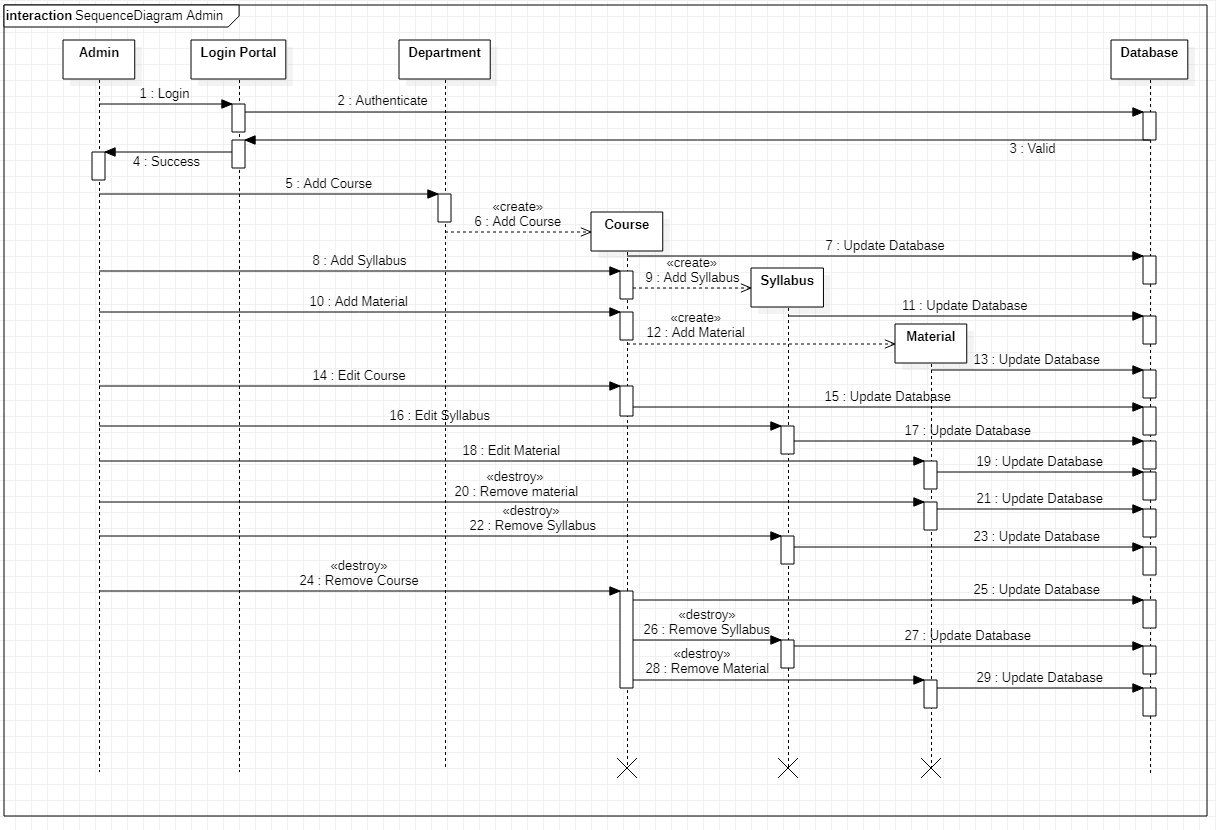 interaction SequenceDiagram Admin
Admin
Login Portal
Department
Database
1 : Login
2 : Authenticate
3 : Valid
4 : Success
5 : Add Course
«create»
6 : Add Course
Course
7 : Update Database
8 : Add Syllabus
«create»
9 : Add Syllabus
Syllabus
10 : Add Material
11 : Update Database
«create»
12 : Add Material
Material
13 : Update Database
14 : Edit Course
15 : Update Database
16 : Edit Syllabus
17 : Update Database
18 : Edit Material
19 : Update Database
«destroy»
20 : Remove material
21 : Update Database
«destroy»
22 : Remove Syllabus
23 : Update Database
«destroy»
24 : Remove Course
25 : Update Database
«destroy»
26 : Remove Syllabus
27 : Update Database
«destroy»
28 : Remove Material
29 : Update Database